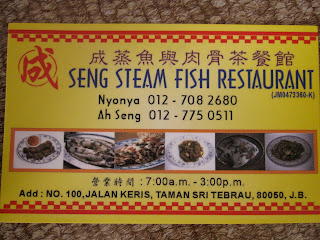 成
成蒸魚與肉骨茶餐館
SENG STEAM FISH RESTAURANT
(JM0473360-K)
Nyonya 012 - 708 2680
Ah Seng 012 - 775 0511
營業時間 : 7:00a.m. - 3:00p.m.
Add : NO. 100, JALAN KERIS, TAMAN SRI TEBRAU, 80050, J.B.